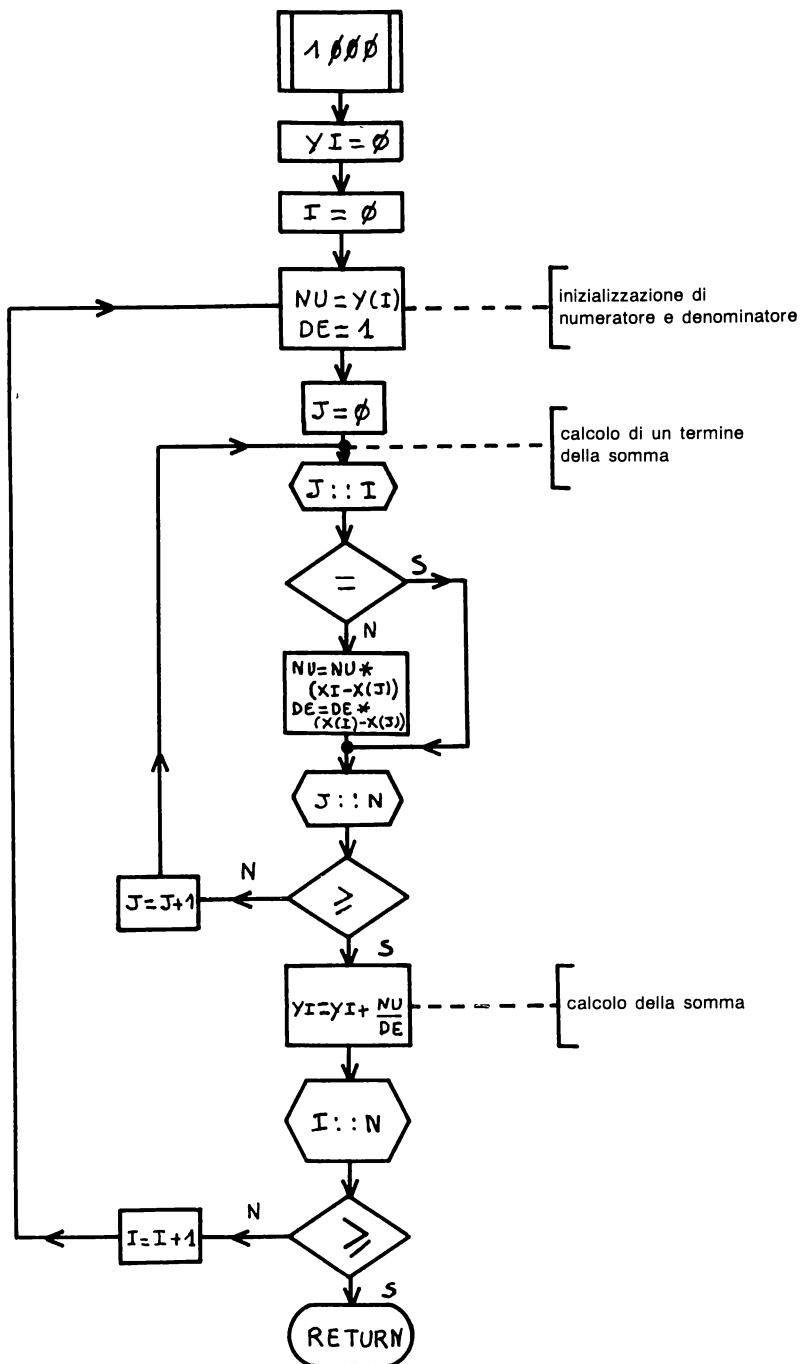 1ØØØ
YI=Ø
I=Ø
NU=Y(I)
DE=1
inizializzazione di
numeratore e denominatore
J=Ø
calcolo di un termine
della somma
J::I
=
S
N
NU=NU*
(XI-X(J))
DE=DE*
(X(I)-X(J))
J::N
N
≥
J=J+1
S
YI=YI+ NU
DE
calcolo della somma
I::N
N
≥
I=I+1
S
RETURN